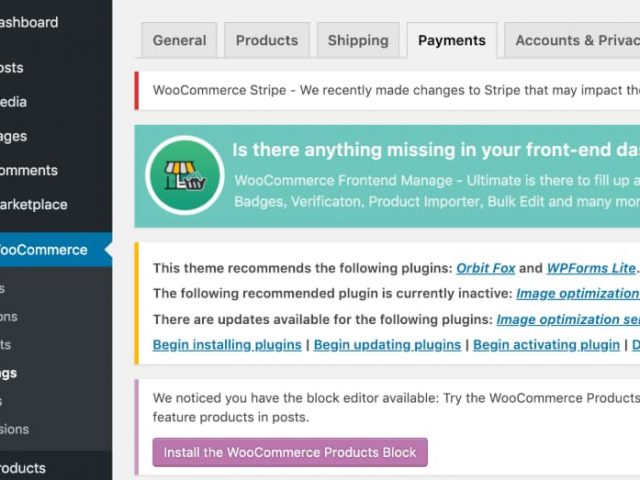 ashboard
General
Products
Shipping
Payments
Accounts & Privac
osts
edia
ages
omments
arketplace
ooCommerce
s
ons
ts
ngs
s
sions
roducts
WooCommerce Stripe - We recently made changes to Stripe that may impact the
Is there anything missing in your front-end das
WooCommerce Frontend Manage - Ultimate is there to fill up a
Badges, Verificaton, Product Importer, Bulk Edit and many mor
This theme recommends the following plugins: Orbit Fox and WPForms Lite.
The following recommended plugin is currently inactive: Image optimization
There are updates available for the following plugins: Image optimization se
Begin installing plugins | Begin updating plugins | Begin activating plugin | D
We noticed you have the block editor available: Try the WooCommerce Products
feature products in posts.
Install the WooCommerce Products Block